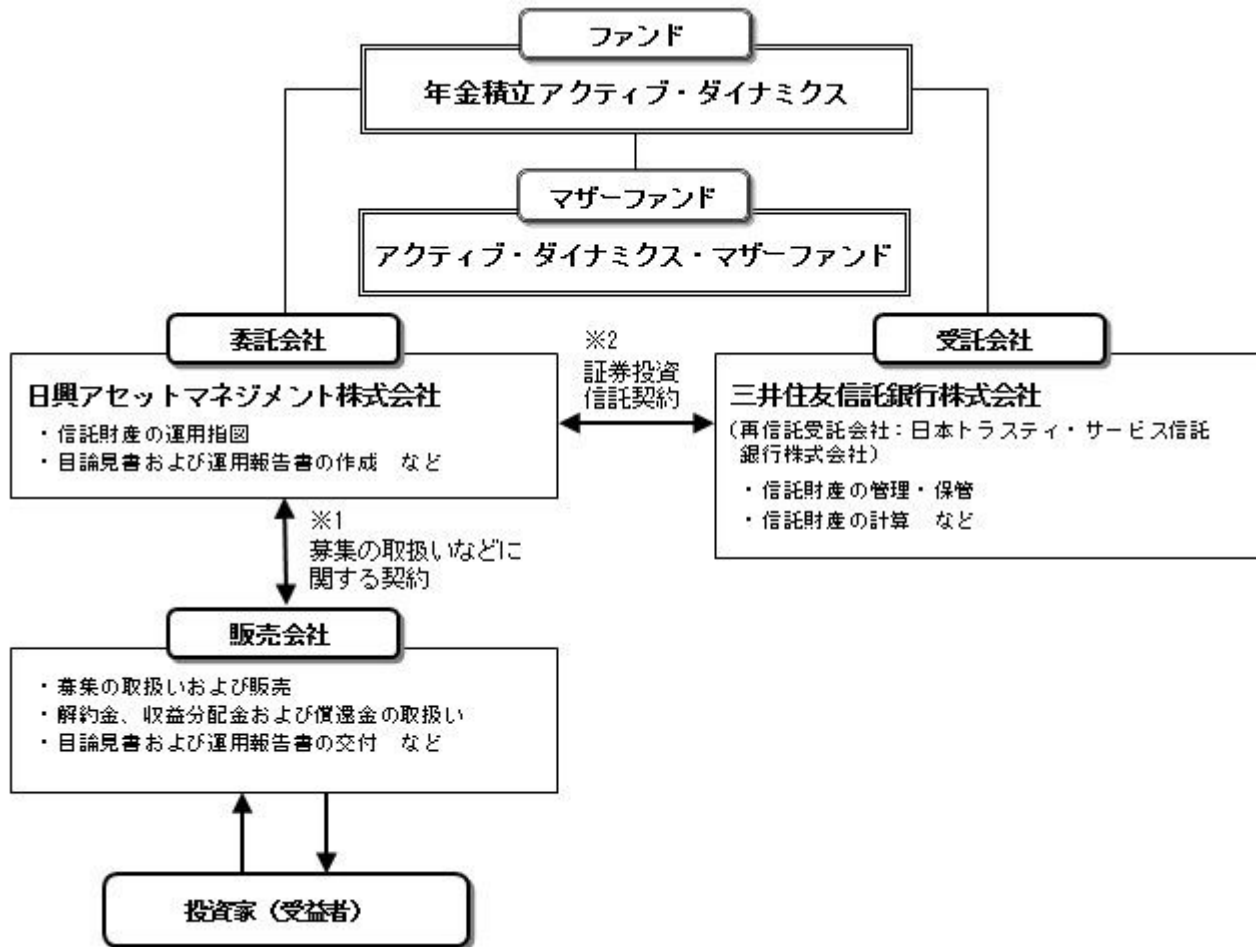 ファンド
年金積立アクティブ・ダイナミクス
マザーファンド
アクティブ・ダイナミクス・マザーファンド
委託会社
日興アセットマネジメント株式会社
・信託財産の運用指図
・目論見書および運用報告書の作成　など
※2
証券投資
信託契約
受託会社
三井住友信託銀行株式会社
（再信託受託会社：日本トラスティ・サービス信託
銀行株式会社）
・信託財産の管理・保管
・信託財産の計算　など
※1
募集の取扱いなどに
関する契約
販売会社
・募集の取扱いおよび販売
・解約金、収益分配金および償還金の取扱い
・目論見書および運用報告書の交付　など
投資家（受益者）